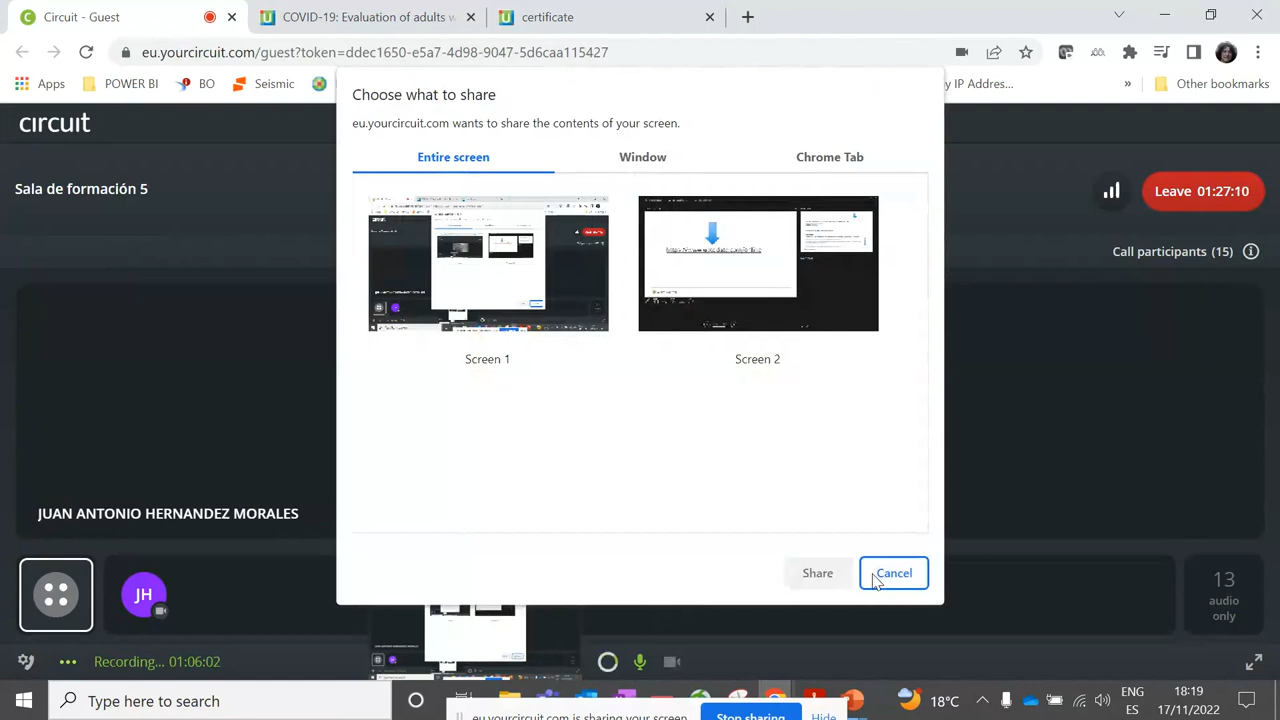 Circuit - Guest
COVID-19: Evaluation of adults w
certificate
eu.yourcircuit.com/guest?token=ddec1650-e5a7-4d98-9047-5d6caa115427
Apps
POWER BI
BO
Seismic
y IP Addres...
»
Other bookmarks
Choose what to share
eu.yourcircuit.com wants to share the contents of your screen.
Entire screen
Window
Chrome Tab
cırcuıt
Sala de formación 5
Leave 01:27:10
Call participants (15)
Screen 1
Screen 2
JUAN ANTONIO HERNANDEZ MORALES
Share
Cancel
JH
13
audio
only
01:06:02
Type here to search
18°C
ENG
ES
18:19
17/11/2022
eu.yourcircuit.com is sharing your screen.
Stop sharing
Hide